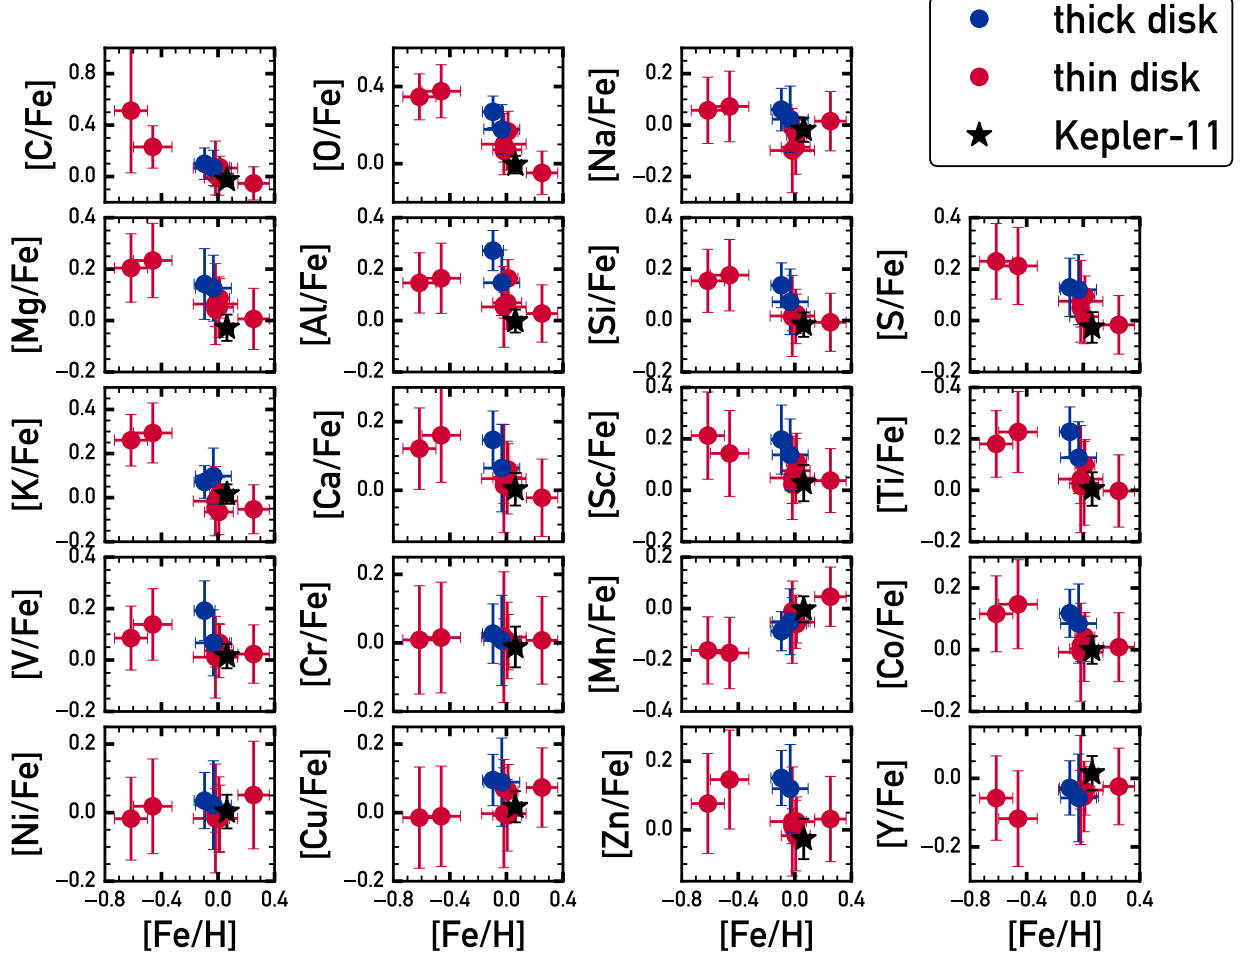 thick disk
thin disk
Kepler-11
[C/Fe] 0.8 0.4 0.0
[O/Fe] 0.4 0.0
[Na/Fe] 0.2 0.0 −0.2
[Mg/Fe] 0.4 0.2 0.0 −0.2
[Al/Fe] 0.4 0.2 0.0 −0.2
[Si/Fe] 0.4 0.2 0.0 −0.2
[S/Fe] 0.4 0.2 0.0 −0.2
[K/Fe] 0.4 0.2 0.0 −0.2
[Ca/Fe] 0.2 0.0
[Sc/Fe] 0.4 0.2 0.0 −0.2
[Ti/Fe] 0.4 0.2 0.0 −0.2
[V/Fe] 0.4 0.2 0.0 −0.2
[Cr/Fe] 0.2 0.0 −0.2
[Mn/Fe] 0.2 0.0 −0.2 −0.4
[Co/Fe] 0.2 0.0 −0.2
[Ni/Fe] 0.2 0.0 −0.2
[Cu/Fe] 0.2 0.0 −0.2
[Zn/Fe] 0.2 0.0
[Y/Fe] 0.0 −0.2
−0.8 −0.4 0.0 0.4 −0.8 −0.4 0.0 0.4 −0.8 −0.4 0.0 0.4 −0.8 −0.4 0.0 0.4
[Fe/H] [Fe/H] [Fe/H] [Fe/H]